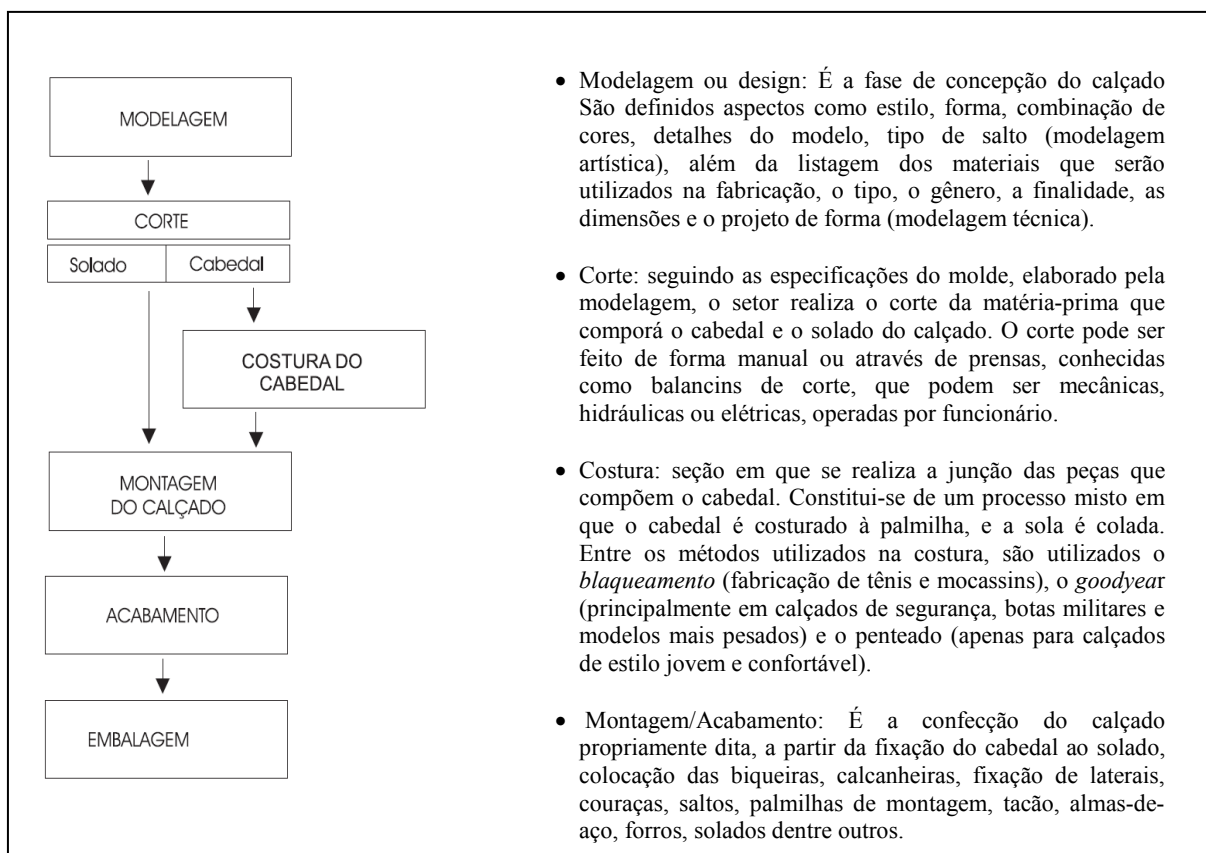 MODELAGEM
CORTE
Solado
Cabedal
COSTURA DO
CABEDAL
MONTAGEM
DO CALÇADO
ACABAMENTO
EMBALAGEM
• Modelagem ou design: É a fase de concepção do calçado
São definidos aspectos como estilo, forma, combinação de
cores, detalhes do modelo, tipo de salto (modelagem
artística), além da listagem dos materiais que serão
utilizados na fabricação, o tipo, o gênero, a finalidade, as
dimensões e o projeto de forma (modelagem técnica).
• Corte: seguindo as especificações do molde, elaborado pela
modelagem, o setor realiza o corte da matéria-prima que
comporá o cabedal e o solado do calçado. O corte pode ser
feito de forma manual ou através de prensas, conhecidas
como balancins de corte, que podem ser mecânicas,
hidráulicas ou elétricas, operadas por funcionário.
• Costura: seção em que se realiza a junção das peças que
compõem o cabedal. Constitui-se de um processo misto em
que o cabedal é costurado à palmilha, e a sola é colada.
Entre os métodos utilizados na costura, são utilizados o
blaqueamento (fabricação de tênis e mocassins), o goodyear
(principalmente em calçados de segurança, botas militares e
modelos mais pesados) e o penteado (apenas para calçados
de estilo jovem e confortável).
• Montagem/Acabamento: É a confecção do calçado
propriamente dita, a partir da fixação do cabedal ao solado,
colocação das biqueiras, calcanheiras, fixação de laterais,
couraças, saltos, palmilhas de montagem, tacão, almas-de-
aço, forros, solados dentre outros.